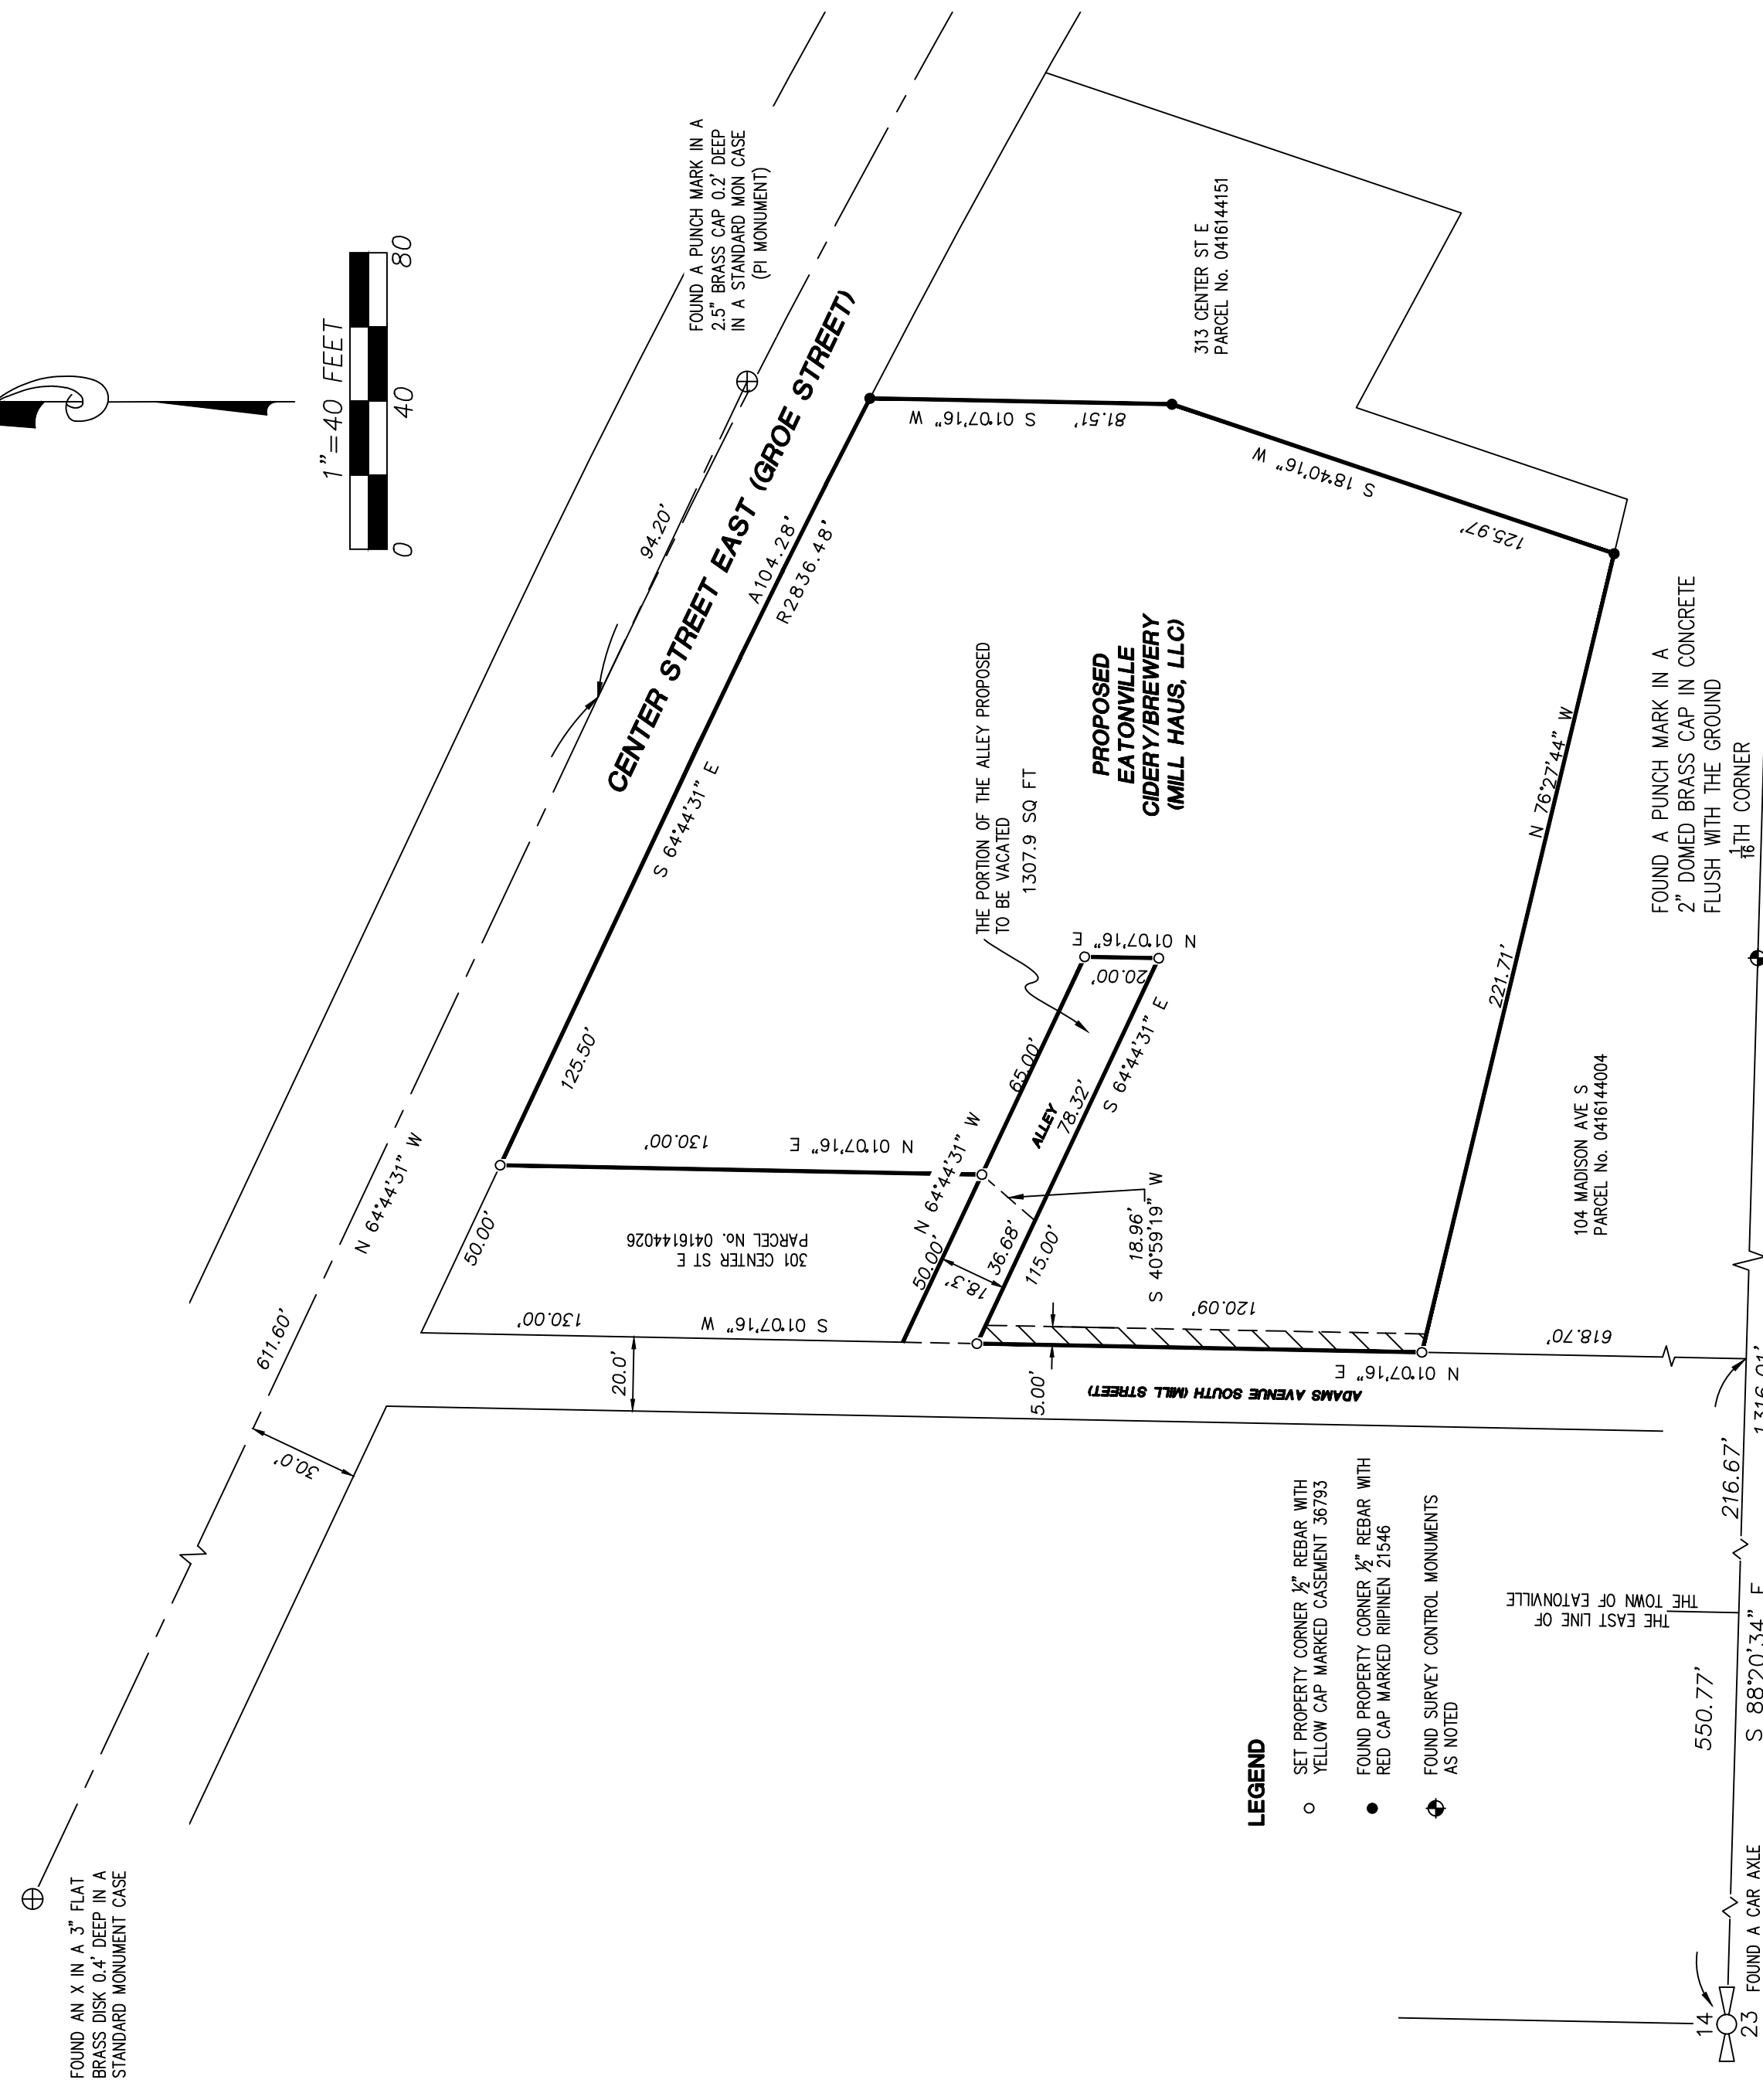 1"=40 FEET
0
40
80
FOUND A PUNCH MARK IN A
2.5" BRASS CAP 0.2' DEEP
IN A STANDARD MON CASE
(PI MONUMENT)
CENTER STREET EAST (GROE STREET)
94.20'
A104.28'
R2836.48'
S 64°44'31" E
125.50'
N 64°44'31" W
611.60'
30.0'
FOUND AN X IN A 3" FLAT
BRASS DISK 0.4' DEEP IN A
STANDARD MONUMENT CASE
S 01°07'16" W
81.51'
S 18°40'16" W
125.97'
313 CENTER ST E
PARCEL No. 0416144151
PROPOSED
EATONVILLE
CIDERY/BREWERY
(MILL HAUS, LLC)
THE PORTION OF THE ALLEY PROPOSED
TO BE VACATED
1307.9 SQ FT
N 01°07'16" E
20.00'
65.00'
ALLEY
78.32'
S 64°44'31" E
N 64°44'31" W
50.00'
18.3'
36.68'
115.00'
18.96'
S 40°59'19" W
130.00'
N 01°07'16" E
301 CENTER ST E
PARCEL No. 0416144026
50.00'
130.00'
S 01°07'16" W
20.0'
5.00'
120.09'
N 01°07'16" E
ADAMS AVENUE SOUTH (MILL STREET)
N 76°27'44" W
221.71'
104 MADISON AVE S
PARCEL No. 0416144004
618.70'
FOUND A PUNCH MARK IN A
2" DOMED BRASS CAP IN CONCRETE
FLUSH WITH THE GROUND
1/16TH CORNER
1316.01'
216.67'
THE EAST LINE OF
THE TOWN OF EATONVILLE
550.77'
S 88°20'34" E
LEGEND
SET PROPERTY CORNER ½" REBAR WITH
YELLOW CAP MARKED CASEMENT 36793
FOUND PROPERTY CORNER ½" REBAR WITH
RED CAP MARKED RIIPINEN 21546
FOUND SURVEY CONTROL MONUMENTS
AS NOTED
14
23
FOUND A CAR AXLE